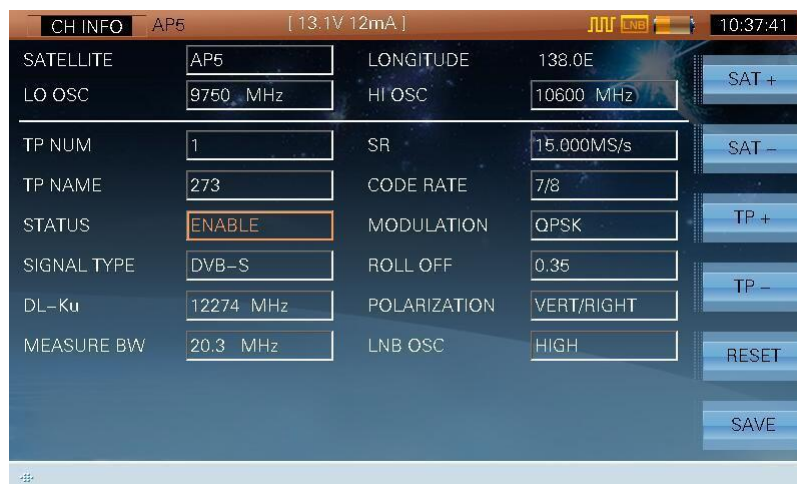 CH INFO AP5 [ 13.1V 12mA ] LNB 10:37:41
SATELLITE AP5 LONGITUDE 138.0E SAT +
LO OSC 9750 MHz HI OSC 10600 MHz
TP NUM 1 SR 15.000MS/s SAT –
TP NAME 273 CODE RATE 7/8
STATUS ENABLE MODULATION QPSK TP +
SIGNAL TYPE DVB–S ROLL OFF 0.35
DL–Ku 12274 MHz POLARIZATION VERT/RIGHT TP –
MEASURE BW 20.3 MHz LNB OSC HIGH RESET
SAVE